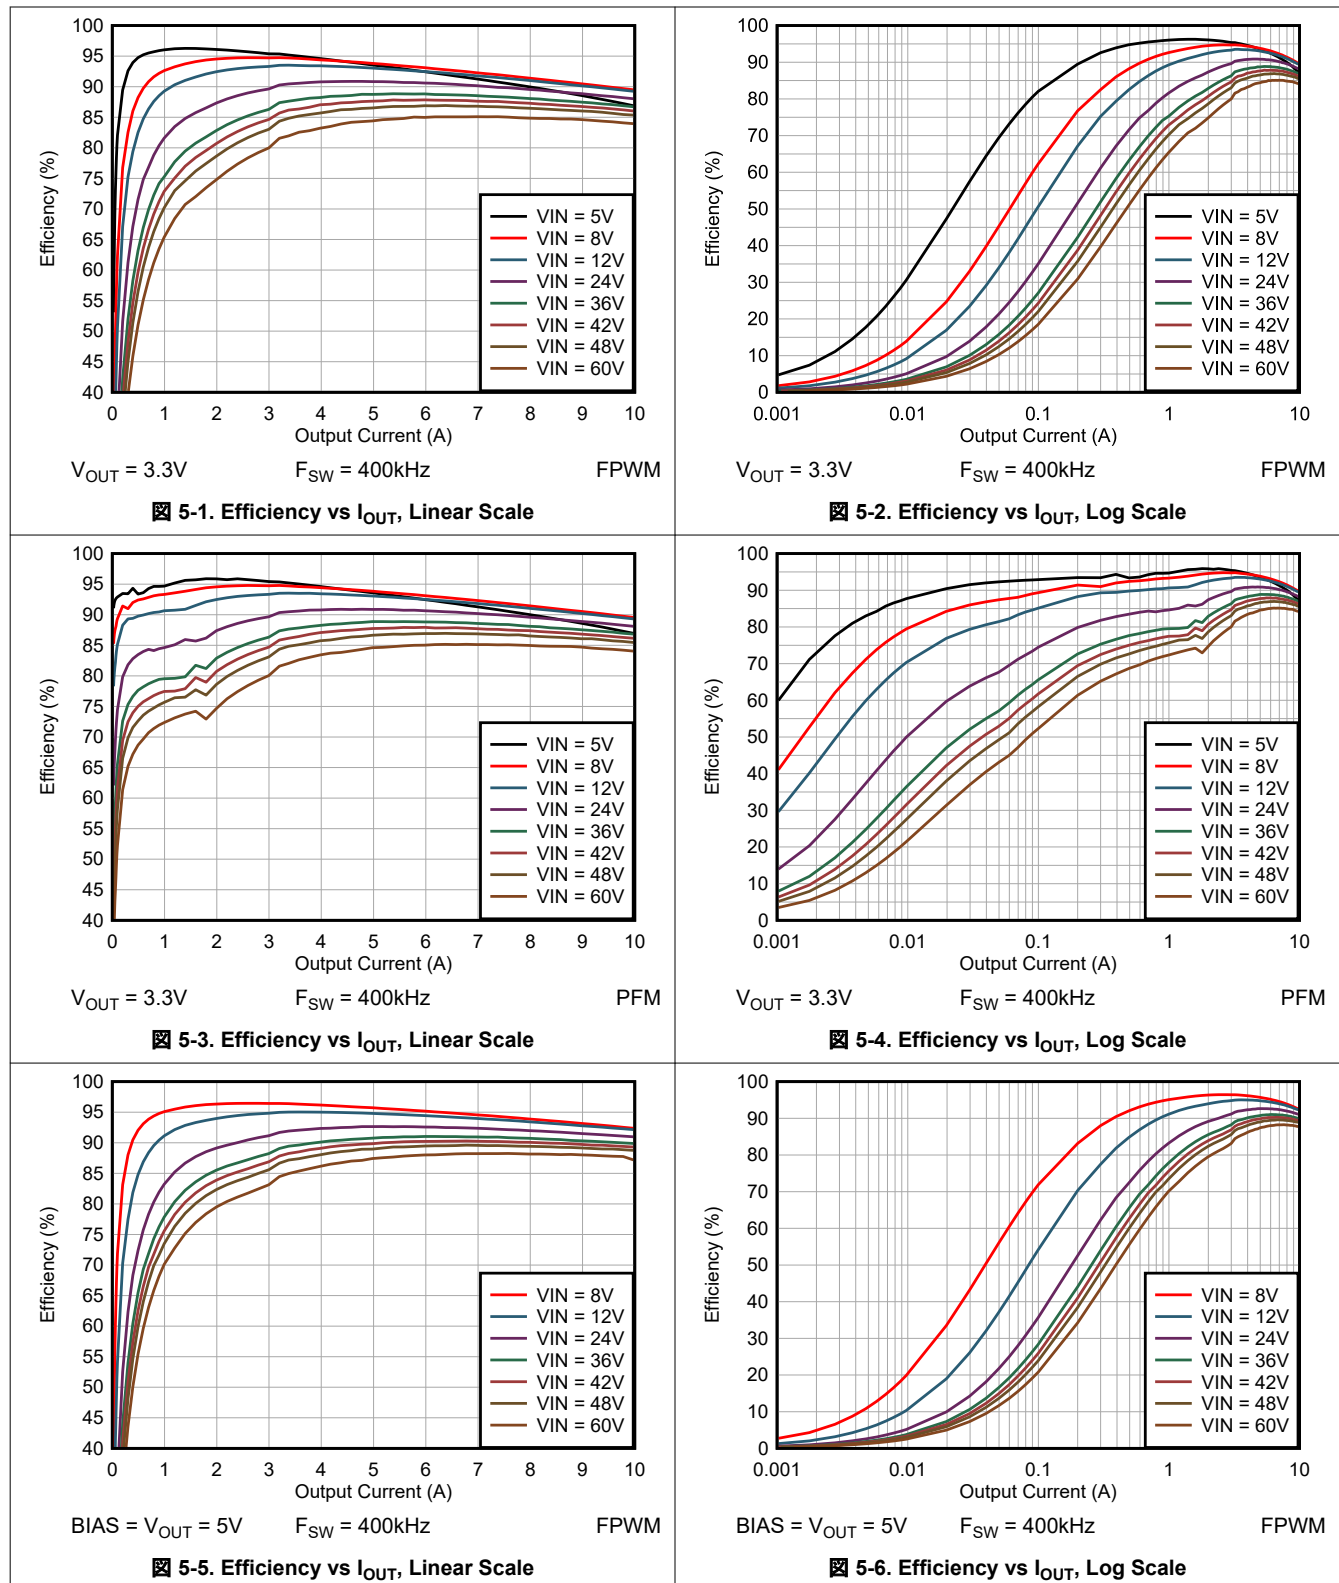 100
95
90
85
80
75
70
65
60
55
50
45
40
Efficiency (%)
VIN = 5V
VIN = 8V
VIN = 12V
VIN = 24V
VIN = 36V
VIN = 42V
VIN = 48V
VIN = 60V
0 1 2 3 4 5 6 7 8 9 10
Output Current (A)
VOUT = 3.3V FSW = 400kHz FPWM
図 5-1. Efficiency vs IOUT, Linear Scale
100
90
80
70
60
50
40
30
20
10
0
Efficiency (%)
VIN = 5V
VIN = 8V
VIN = 12V
VIN = 24V
VIN = 36V
VIN = 42V
VIN = 48V
VIN = 60V
0.001 0.01 0.1 1 10
Output Current (A)
VOUT = 3.3V FSW = 400kHz FPWM
図 5-2. Efficiency vs IOUT, Log Scale
100
95
90
85
80
75
70
65
60
55
50
45
40
Efficiency (%)
VIN = 5V
VIN = 8V
VIN = 12V
VIN = 24V
VIN = 36V
VIN = 42V
VIN = 48V
VIN = 60V
0 1 2 3 4 5 6 7 8 9 10
Output Current (A)
VOUT = 3.3V FSW = 400kHz PFM
図 5-3. Efficiency vs IOUT, Linear Scale
100
90
80
70
60
50
40
30
20
10
0
Efficiency (%)
VIN = 5V
VIN = 8V
VIN = 12V
VIN = 24V
VIN = 36V
VIN = 42V
VIN = 48V
VIN = 60V
0.001 0.01 0.1 1 10
Output Current (A)
VOUT = 3.3V FSW = 400kHz PFM
図 5-4. Efficiency vs IOUT, Log Scale
100
95
90
85
80
75
70
65
60
55
50
45
40
Efficiency (%)
VIN = 8V
VIN = 12V
VIN = 24V
VIN = 36V
VIN = 42V
VIN = 48V
VIN = 60V
0 1 2 3 4 5 6 7 8 9 10
Output Current (A)
BIAS = VOUT = 5V FSW = 400kHz FPWM
図 5-5. Efficiency vs IOUT, Linear Scale
100
90
80
70
60
50
40
30
20
10
0
Efficiency (%)
VIN = 8V
VIN = 12V
VIN = 24V
VIN = 36V
VIN = 42V
VIN = 48V
VIN = 60V
0.001 0.01 0.1 1 10
Output Current (A)
BIAS = VOUT = 5V FSW = 400kHz FPWM
図 5-6. Efficiency vs IOUT, Log Scale